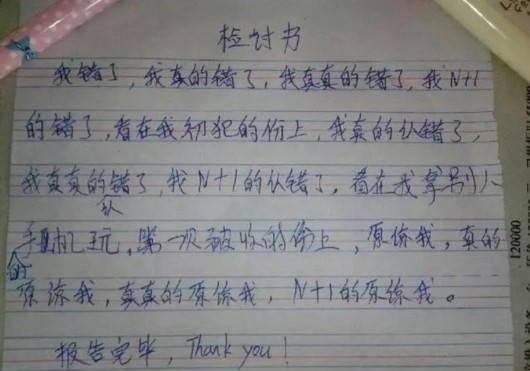 检讨书
我错了，我真的错了，我真真的错了，我N+1
的错了，看在我初犯的份上，我真的认错了，
我真真的认错了，我N+1的认错了，看在我拿别人
的手机玩，第一次被收的份上，原谅我，真的
原谅我，真真的原谅我，N+1的原谅我。
报告完毕，Thank you！
120000